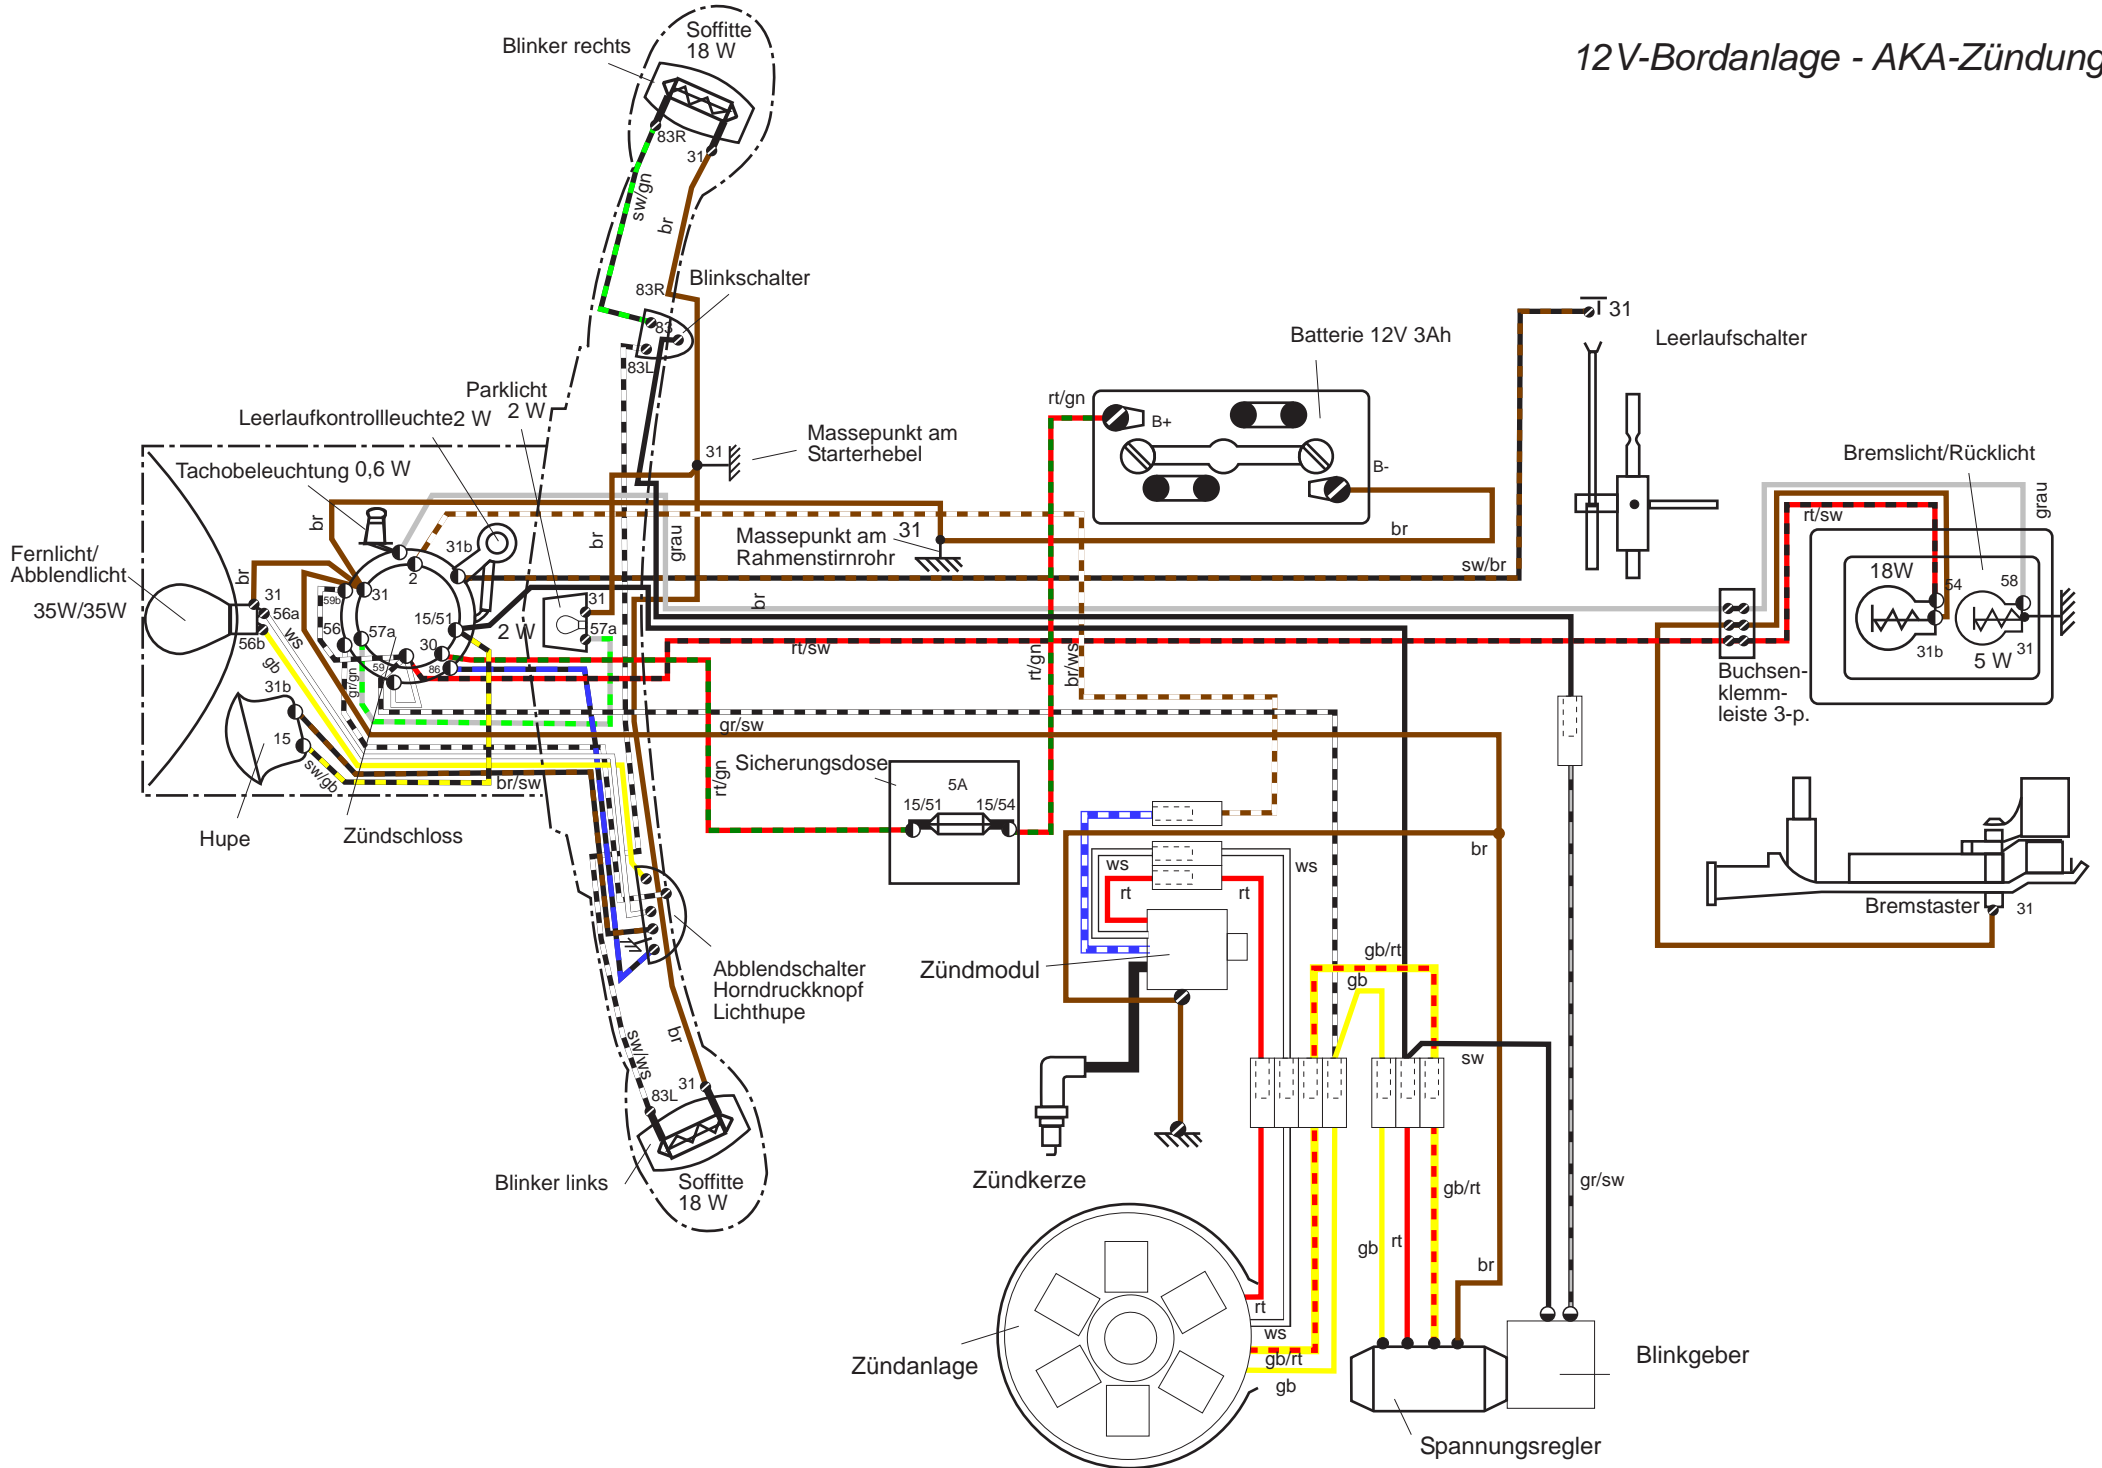 12V-Bordanlage - AKA-Zündung
Soffitte
18 W
Blinker rechts
83R
31
sw/gn
br
83R
Blinkschalter
83
83L
Parklicht
2 W
Leerlaufkontrollleuchte2 W
Tachobeleuchtung 0,6 W
31
Massepunkt am
Starterhebel
Batterie 12V 3Ah
rt/gn
B+
B-
31
Leerlaufschalter
Bremslicht/Rücklicht
rt/sw
grau
br
br
grau
31b
2
Massepunkt am
Rahmenstirnrohr
31
br
sw/br
br
Fernlicht/
Abblendlicht
35W/35W
br
31
56a
56b
ws
gb
59b
31
56
57a
15/51
30
59
86
gr/gn
2 W
31
57a
rt/sw
rt/gn
br/ws
18W
54
58
31b
5 W
31
Buchsen-
klemm-
leiste 3-p.
31b
15
sw/gb
br/sw
gr/sw
rt/gn
Sicherungsdose
5A
15/51
15/54
Hupe
Zündschloss
ws
rt
rt
ws
br
Bremstaster
31
Zündmodul
gb/rt
gb
Abblendschalter
Horndruckknopf
Lichthupe
sw/ws
br
31
83L
sw
Zündkerze
Blinker links
Soffitte
18 W
gb/rt
gr/sw
gb
rt
br
rt
ws
gb/rt
gb
Zündanlage
Blinkgeber
Spannungsregler